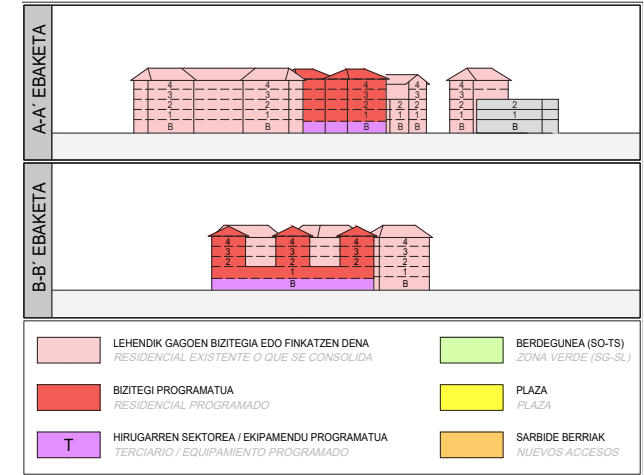 A-A' EBAKETA
4 4 4 4 4
3 3 3 3 3
2 2 2 2 2 2 2
1 1 1 1 1 1 1
B B B B B B B
B-B' EBAKETA
4 4 4 4
3 3 3 3
2 2 2 2
1 1
B B
LEHENDIK GAGOEN BIZITEGIA EDO FINKATZEN DENA
RESIDENCIAL EXISTENTE O QUE SE CONSOLIDA
BERDEGUNEA (SO-TS)
ZONA VERDE (SG-SL)
BIZITEGI PROGRAMATUA
RESIDENCIAL PROGRAMADO
PLAZA
PLAZA
T
HIRUGARREN SEKTOREA / EKIPAMENDU PROGRAMATUA
TERCIARIO / EQUIPAMIENTO PROGRAMADO
SARBIDE BERRIAK
NUEVOS ACCESOS